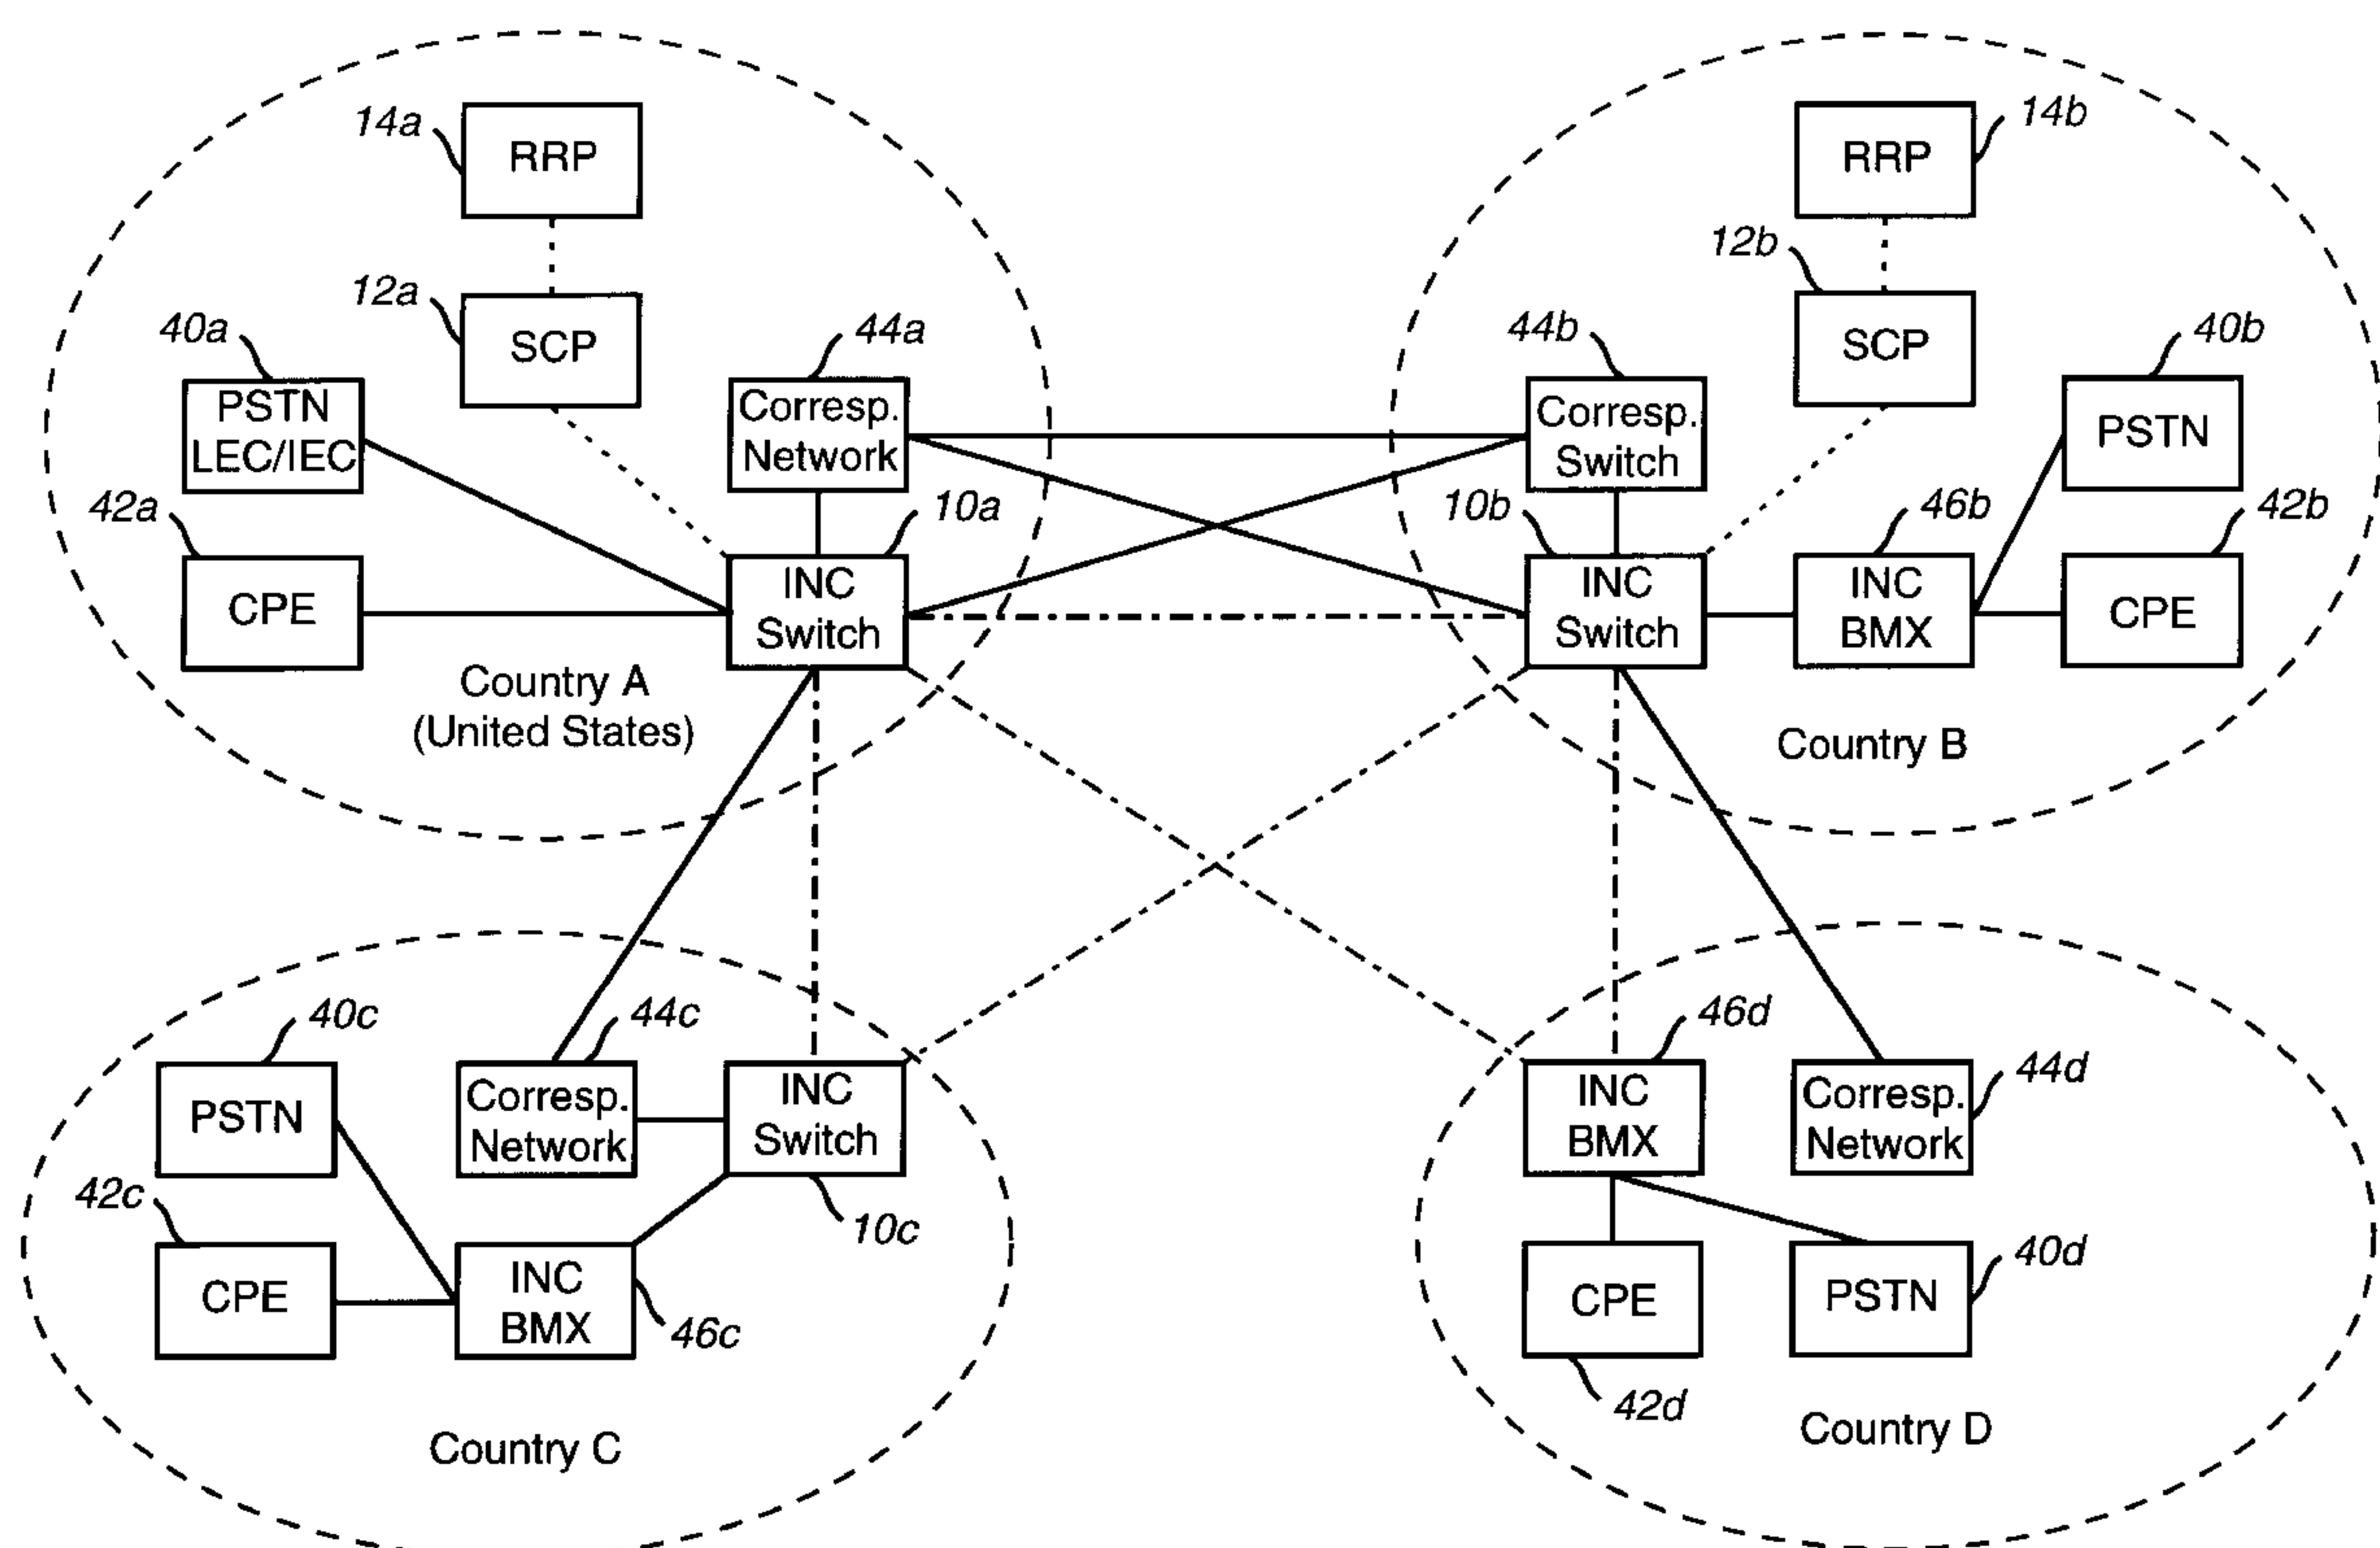 14a
RRP
12a
SCP
40a
PSTN
LEC/IEC
44a
Corresp.
Network
42a
CPE
10a
INC
Switch
Country A
(United States)
14b
RRP
12b
SCP
44b
Corresp.
Switch
40b
PSTN
10b
INC
Switch
46b
INC
BMX
42b
CPE
Country B
40c
PSTN
44c
Corresp.
Network
INC
Switch
10c
42c
CPE
INC
BMX
46c
Country C
46d
INC
BMX
44d
Corresp.
Network
CPE
42d
PSTN
40d
Country D